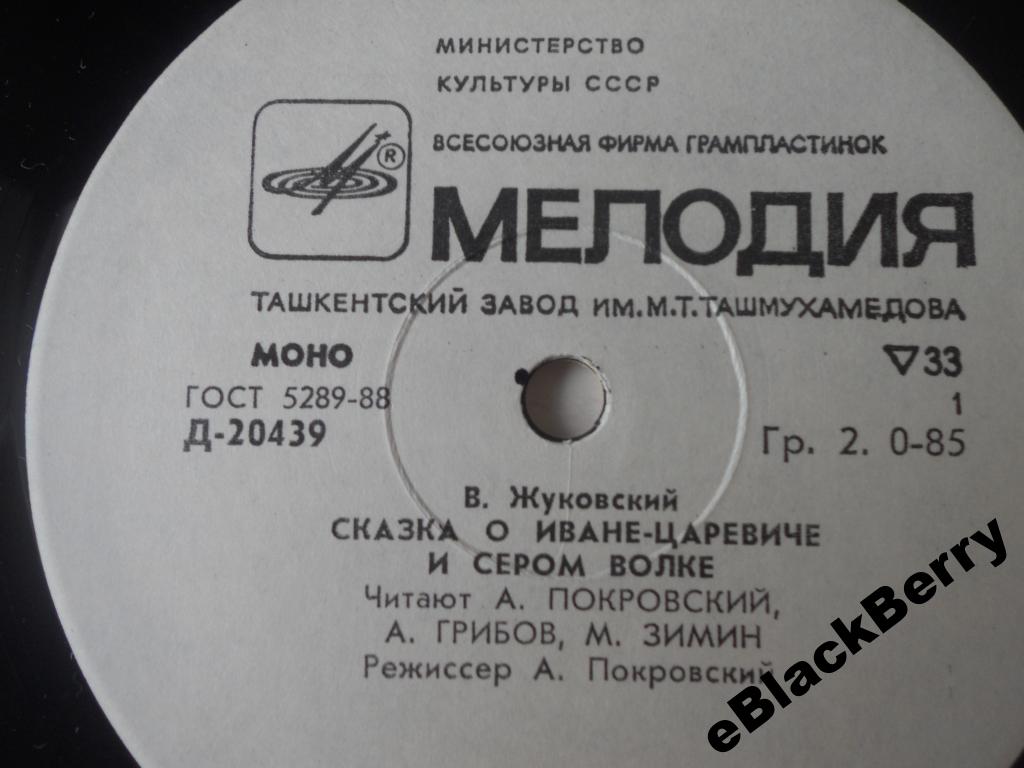 МИНИСТЕРСТВО
КУЛЬТУРЫ СССР
ВСЕСОЮЗНАЯ ФИРМА ГРАМПЛАСТИНОК
®
МЕЛОДИЯ
ТАШКЕНТСКИЙ ЗАВОД ИМ. М.Т.ТАШМУХАМЕДОВА
МОНО
▽33
ГОСТ 5289-88
1
Д-20439
Гр. 2. 0-85
В. Жуковский
СКАЗКА О ИВАНЕ-ЦАРЕВИЧЕ
И СЕРОМ ВОЛКЕ
Читают А. ПОКРОВСКИЙ,
А. ГРИБОВ, М. ЗИМИН
Режиссер А. Покровский
eBlackBerry